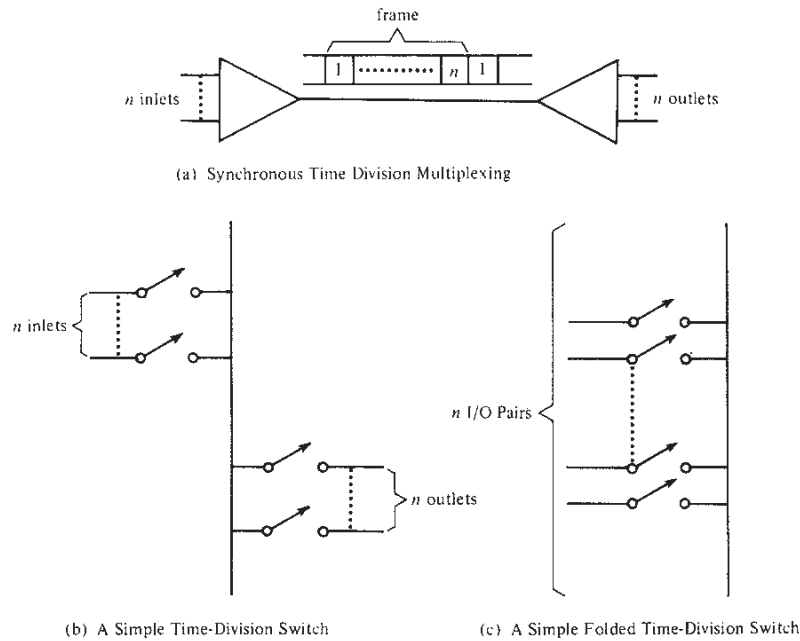 frame
1 n 1
n inlets
n outlets
(a) Synchronous Time Division Multiplexing
n inlets
n I/O Pairs
n outlets
(b) A Simple Time-Division Switch
(c) A Simple Folded Time-Division Switch